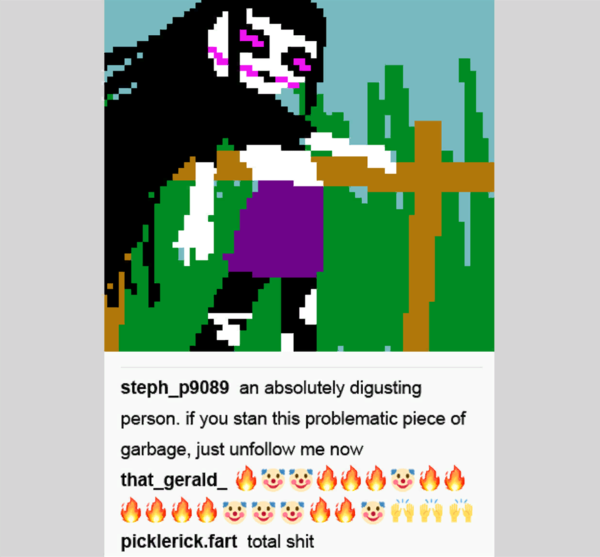 steph_p9089 an absolutely digusting
person. if you stan this problematic piece of
garbage, just unfollow me now
that_gerald_ 🔥🤡🤡🔥🔥🔥🤡🔥🔥
🔥🔥🔥🔥🤡🤡🤡🔥🔥🤡🙌🙌🙌
picklerick.fart total shit